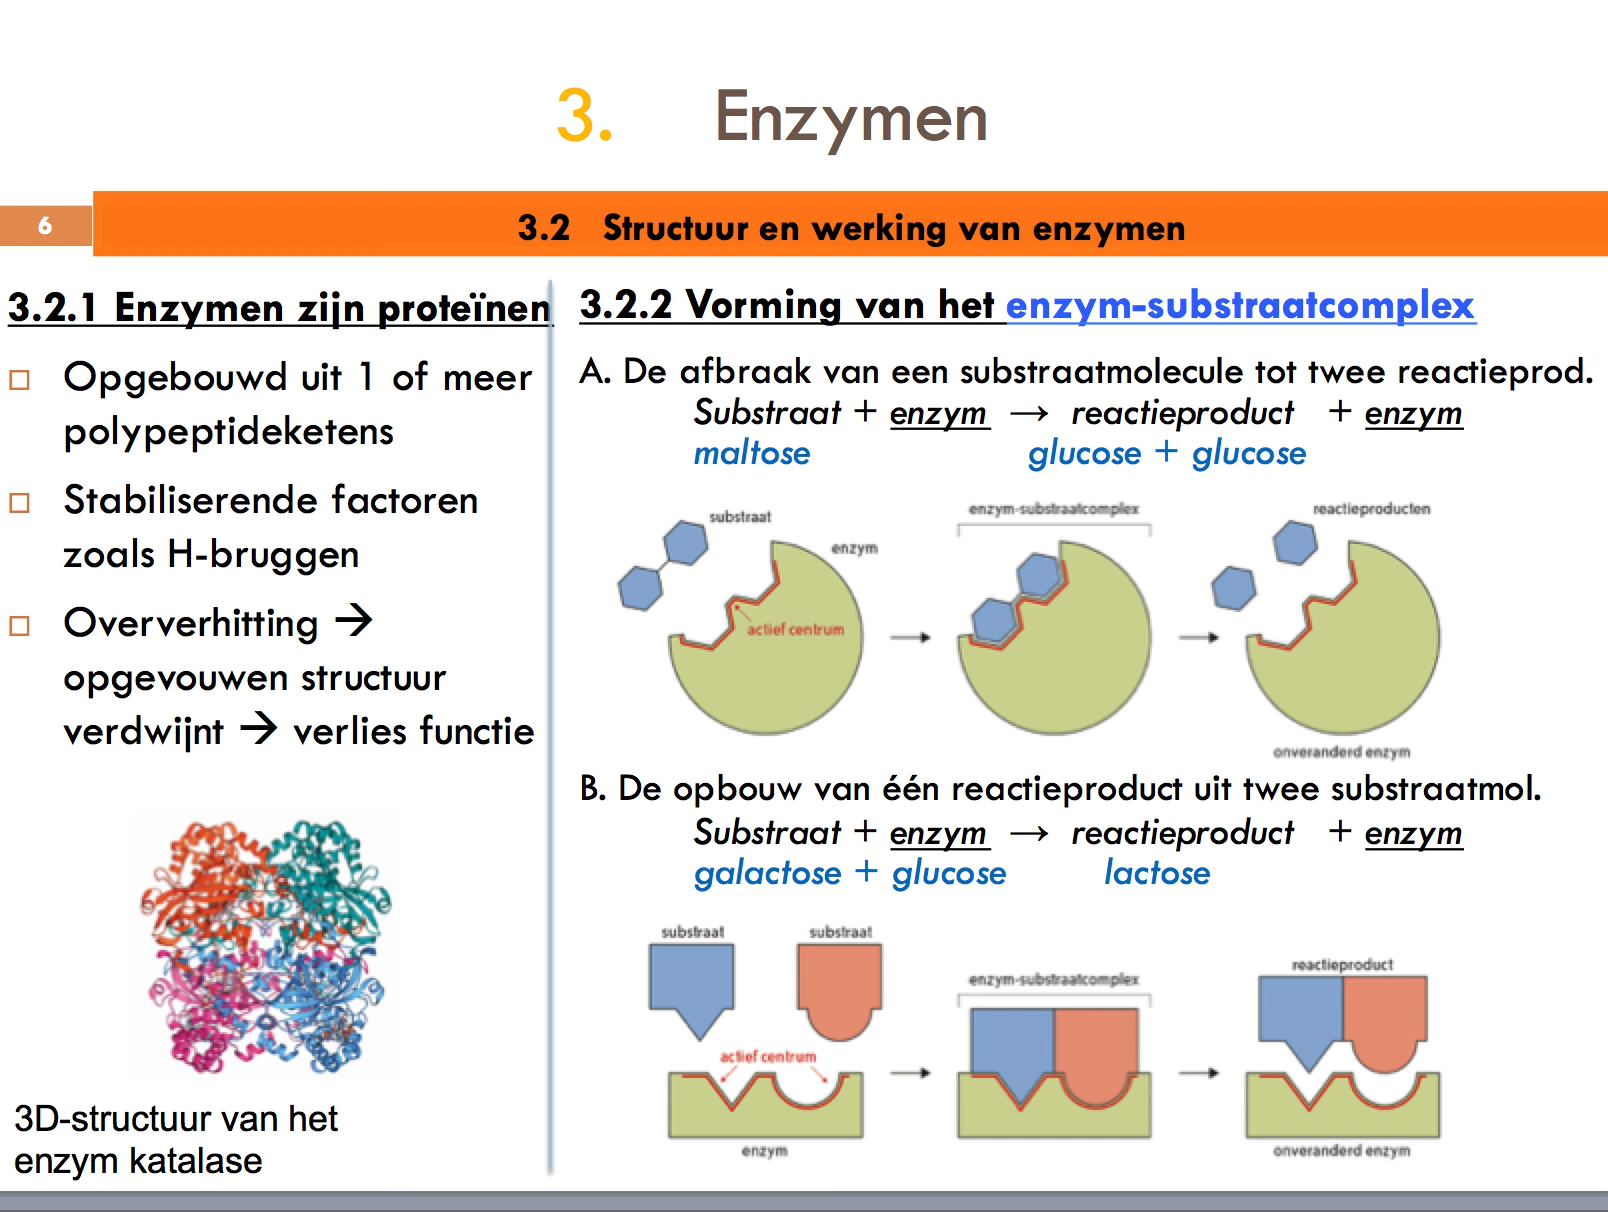 3. Enzymen
6
3.2 Structuur en werking van enzymen
3.2.1 Enzymen zijn proteïnen
Opgebouwd uit 1 of meer
polypeptideketens
Stabiliserende factoren
zoals H-bruggen
Oververhitting →
opgevouwen structuur
verdwijnt → verlies functie
3D-structuur van het
enzym katalase
3.2.2 Vorming van het enzym-substraatcomplex
A. De afbraak van een substraatmolecule tot twee reactieprod.
Substraat + enzym → reactieproduct + enzym
maltose glucose + glucose
substraat
enzym
actief centrum
enzym-substraatcomplex
reactieproducten
onveranderd enzym
B. De opbouw van één reactieproduct uit twee substraatmol.
Substraat + enzym → reactieproduct + enzym
galactose + glucose lactose
substraat
substraat
actief centrum
enzym
enzym-substraatcomplex
reactieproduct
onveranderd enzym